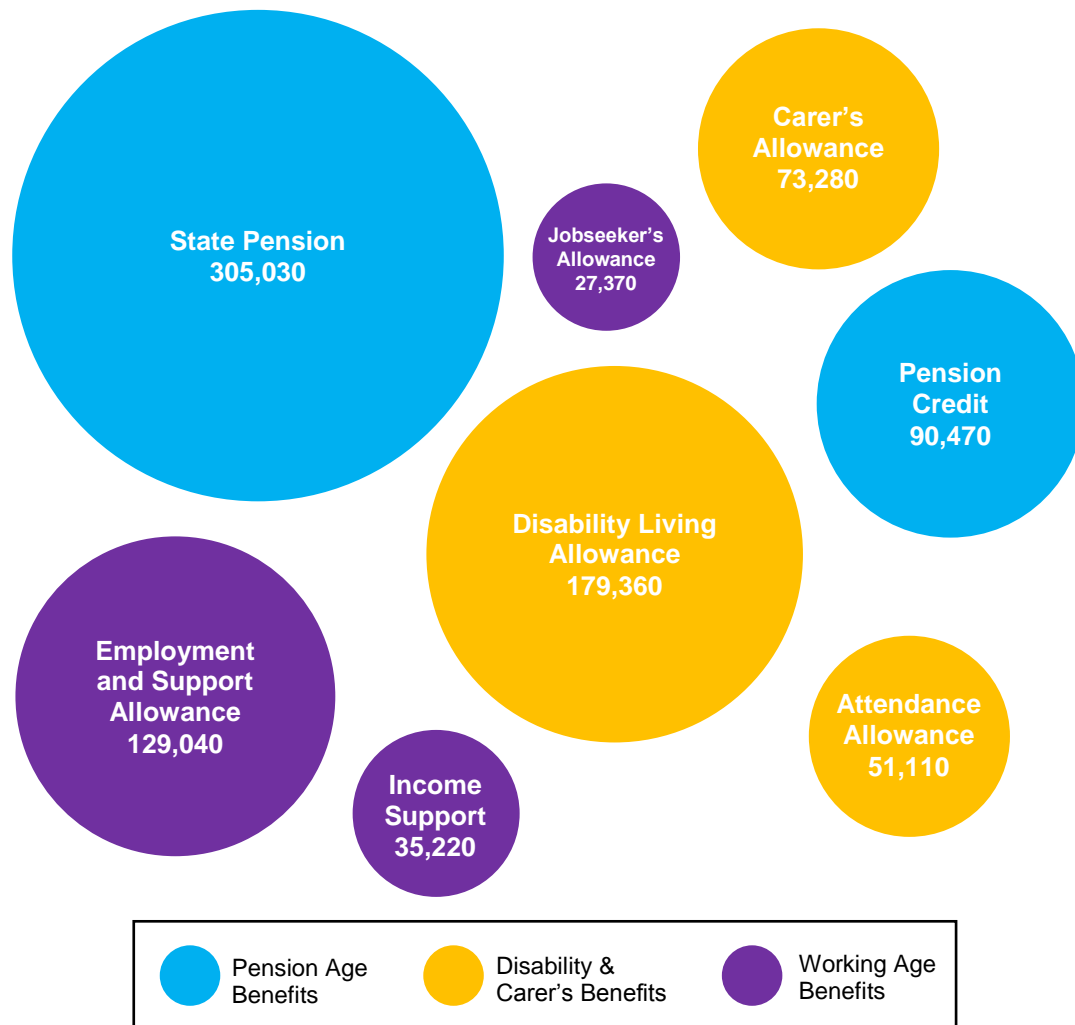 State Pension
305,030
Carer’s
Allowance
73,280
Jobseeker’s
Allowance
27,370
Pension
Credit
90,470
Disability Living
Allowance
179,360
Employment
and Support
Allowance
129,040
Income
Support
35,220
Attendance
Allowance
51,110
Pension Age
Benefits
Disability &
Carer’s Benefits
Working Age
Benefits